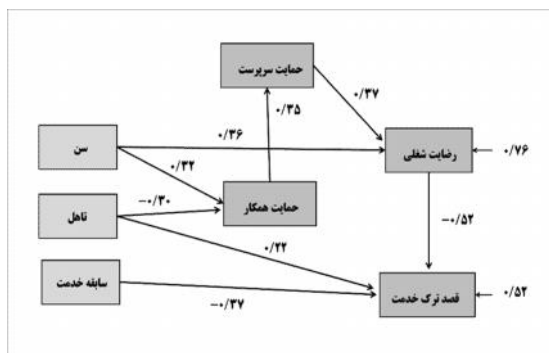 حمایت سرپرست
۰/۳۷
۰/۳۵
سن
۰/۳۶
رضایت شغلی
۰/۷۶
۰/۳۲
تاهل
−۰/۳۰
حمایت همکار
−۰/۵۲
۰/۲۲
سابقه خدمت
−۰/۳۷
قصد ترک خدمت
۰/۵۲